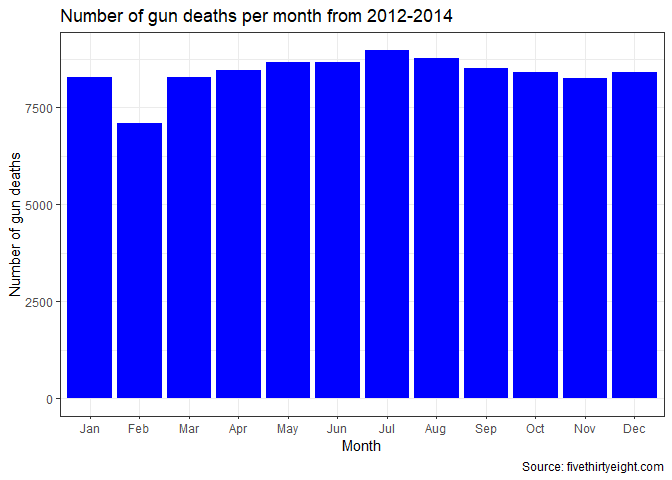 Number of gun deaths per month from 2012-2014
Number of gun deaths
7500
5000
2500
0
Jan Feb Mar Apr May Jun Jul Aug Sep Oct Nov Dec
Month
Source: fivethirtyeight.com